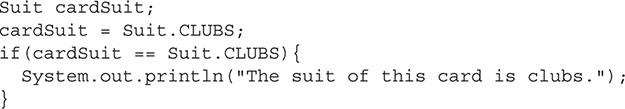 Suit cardSuit;
cardSuit = Suit.CLUBS;
if(cardSuit == Suit.CLUBS){
  System.out.println("The suit of this card is clubs.");
}